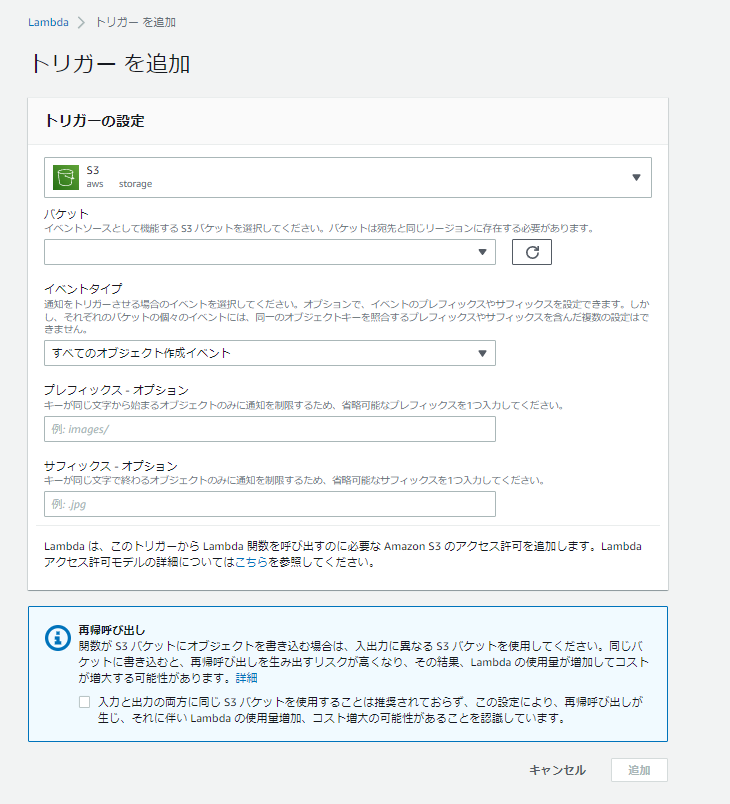 Lambda > トリガー を追加
トリガー を追加
トリガーの設定
S3
aws storage
バケット
イベントソースとして機能する S3 バケットを選択してください。バケットは宛先と同じリージョンに存在する必要があります。
イベントタイプ
通知をトリガーさせる場合のイベントを選択してください。オプションで、イベントのプレフィックスやサフィックスを設定できます。しか
し、それぞれのバケットの個々のイベントには、同一のオブジェクトキーを照合するプレフィックスやサフィックスを含んだ複数の設定はで
きません。
すべてのオブジェクト作成イベント
プレフィックス - オプション
キーが同じ文字から始まるオブジェクトのみに通知を制限するため、省略可能なプレフィックスを1つ入力してください。
例: images/
サフィックス - オプション
キーが同じ文字で終わるオブジェクトのみに通知を制限するため、省略可能なサフィックスを1つ入力してください。
例: .jpg
Lambda は、このトリガーから Lambda 関数を呼び出すのに必要な Amazon S3 のアクセス許可を追加します。Lambda
アクセス許可モデルの詳細についてはこちらを参照してください。
再帰呼び出し
関数が S3 バケットにオブジェクトを書き込む場合は、入出力に異なる S3 バケットを使用してください。同じバ
ケットに書き込むと、再帰呼び出しを生み出すリスクが高くなり、その結果、Lambda の使用量が増加してコスト
が増大する可能性があります。詳細
入力と出力の両方に同じ S3 バケットを使用することは推奨されておらず、この設定により、再帰呼び出しが
生じ、それに伴い Lambda の使用量増加、コスト増大の可能性があることを認識しています。
キャンセル 追加